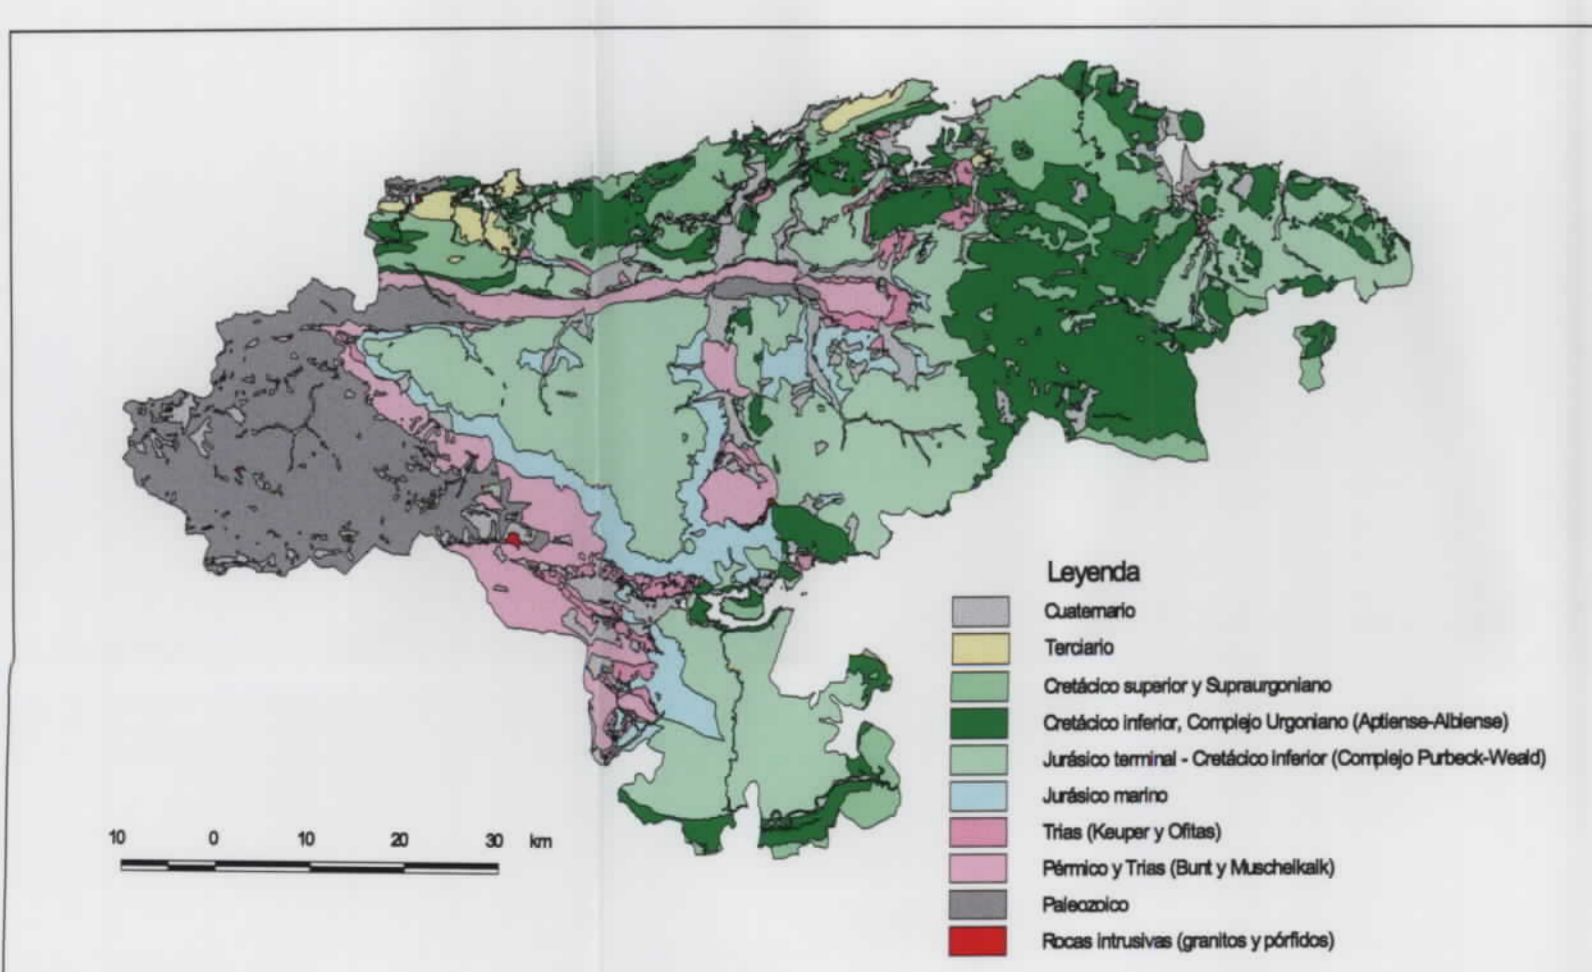 Leyenda
Cuaternario
Terciario
Cretácico superior y Supraurgoniano
Cretácico inferior, Complejo Urgoniano (Aptiense-Albiense)
Jurásico terminal - Cretácico inferior (Complejo Purbeck-Weald)
Jurásico marino
Trias (Keuper y Ofitas)
Pérmico y Trias (Bunt y Muschelkalk)
Paleozoico
Rocas intrusivas (granitos y pórfidos)
10 0 10 20 30 km